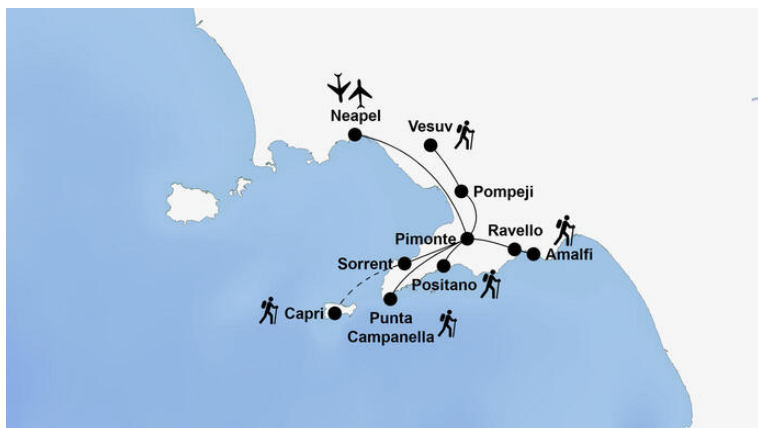 Neapel
Vesuv
Pompeji
Ravello
Pimonte
Amalfi
Sorrent
Positano
Capri
Punta
Campanella